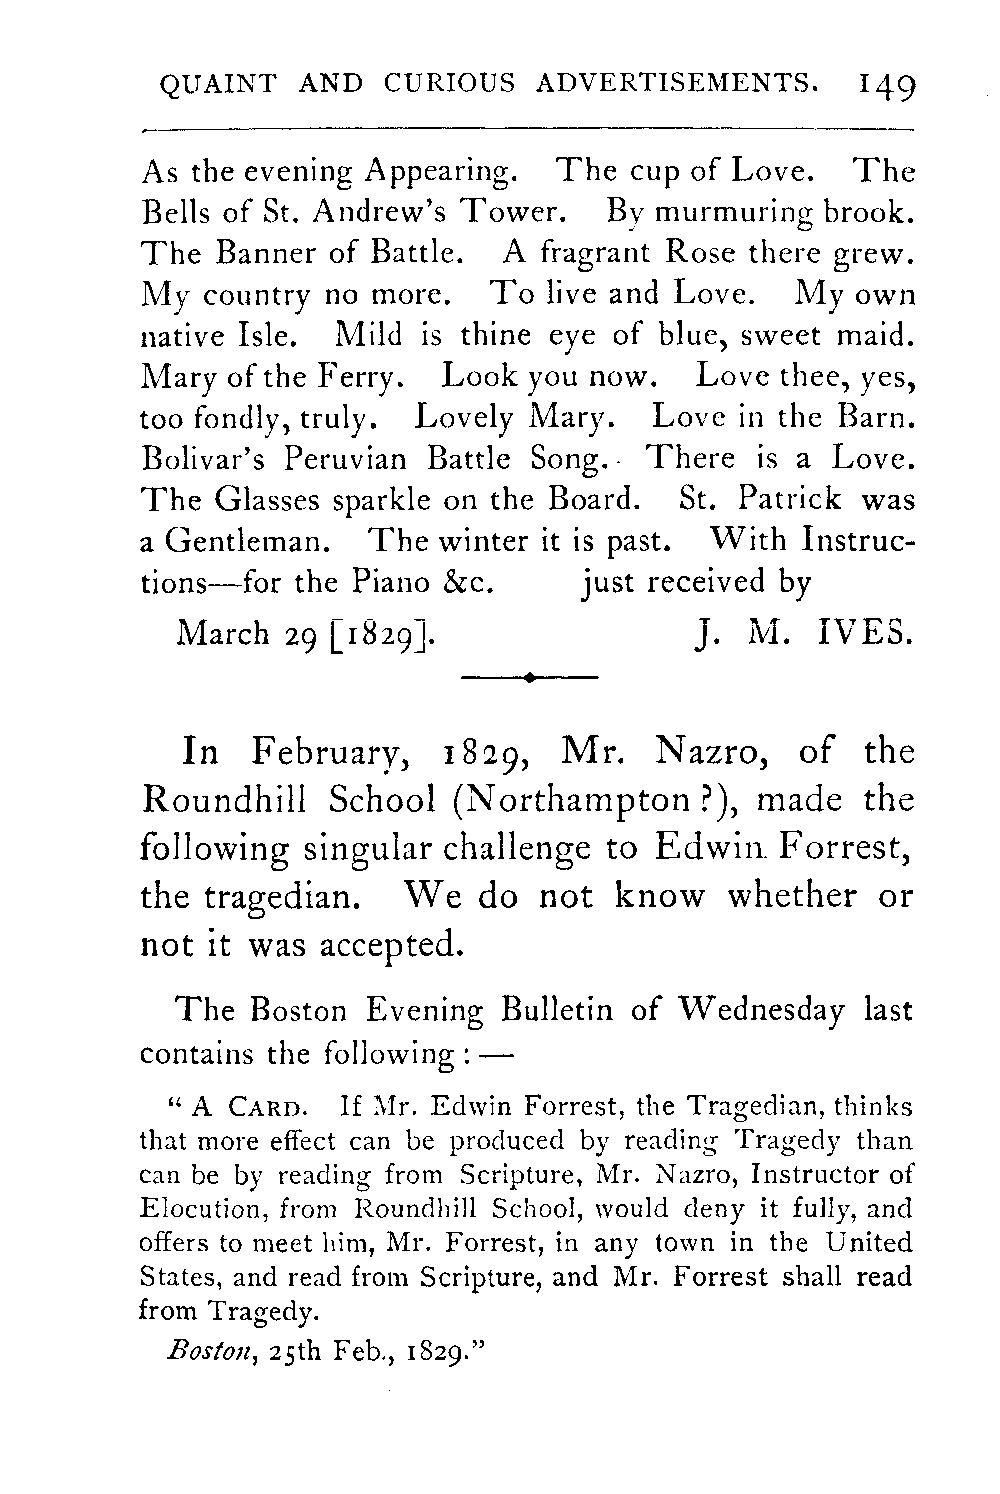 QUAINT AND CURIOUS ADVERTISEMENTS. 149
As the evening Appearing. The cup of Love. The
Bells of St. Andrew's Tower. By murmuring brook.
The Banner of Battle. A fragrant Rose there grew.
My country no more. To live and Love. My own
native Isle. Mild is thine eye of blue, sweet maid.
Mary of the Ferry. Look you now. Love thee, yes,
too fondly, truly. Lovely Mary. Love in the Barn.
Bolivar's Peruvian Battle Song. There is a Love.
The Glasses sparkle on the Board. St. Patrick was
a Gentleman. The winter it is past. With Instruc-
tions—for the Piano &c. just received by
March 29 [1829]. J. M. IVES.
In February, 1829, Mr. Nazro, of the
Roundhill School (Northampton ?), made the
following singular challenge to Edwin Forrest,
the tragedian. We do not know whether or
not it was accepted.
The Boston Evening Bulletin of Wednesday last
contains the following : —
" A CARD. If Mr. Edwin Forrest, the Tragedian, thinks
that more effect can be produced by reading Tragedy than
can be by reading from Scripture, Mr. Nazro, Instructor of
Elocution, from Roundhill School, would deny it fully, and
offers to meet him, Mr. Forrest, in any town in the United
States, and read from Scripture, and Mr. Forrest shall read
from Tragedy.
Boston, 25th Feb., 1829."